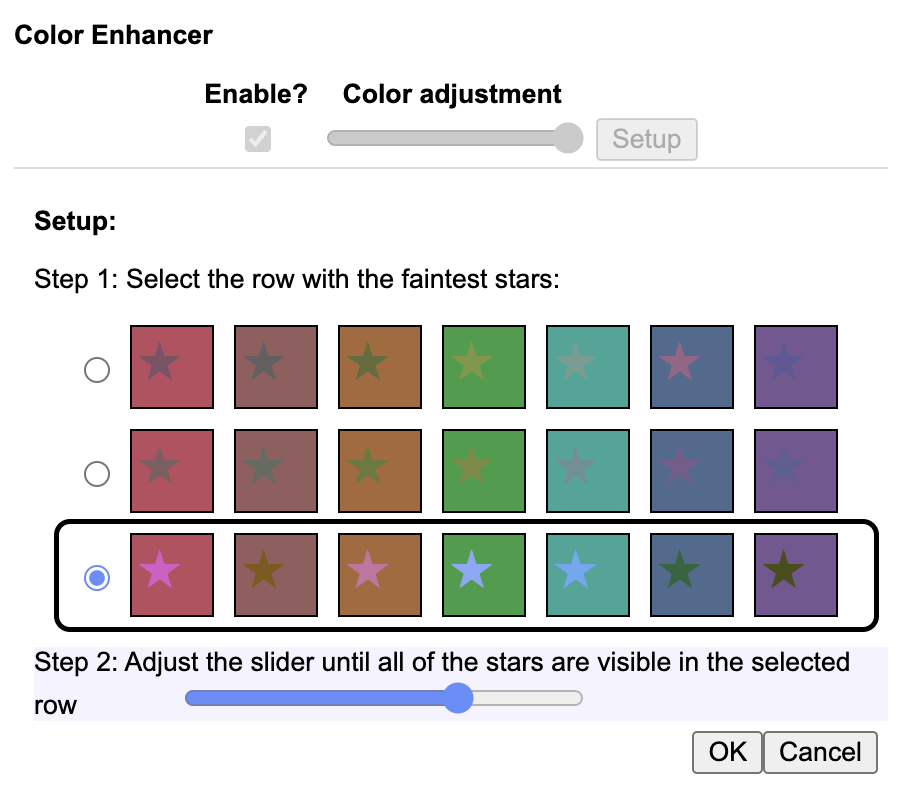 Color Enhancer
Enable? Color adjustment
Setup
Setup:
Step 1: Select the row with the faintest stars:
Step 2: Adjust the slider until all of the stars are visible in the selected
row
OK Cancel